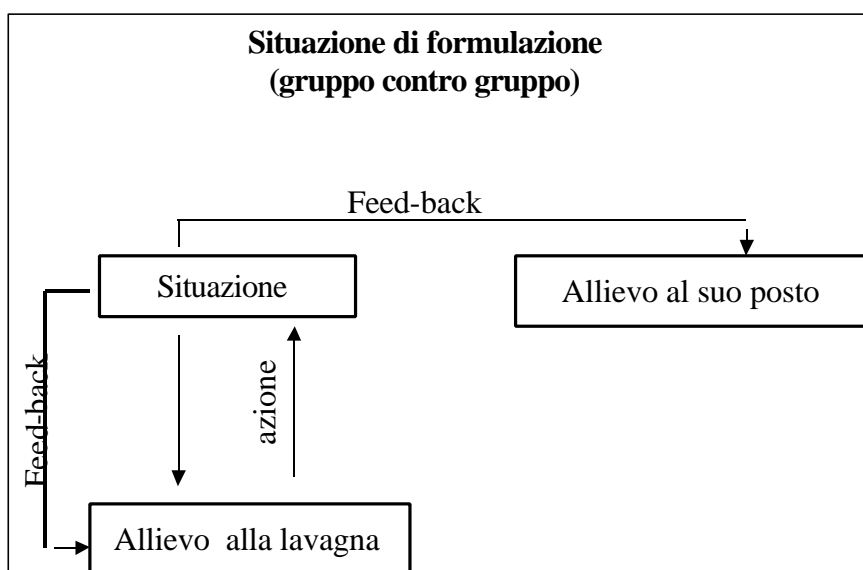 Situazione di formulazione
(gruppo contro gruppo)
Feed-back
Situazione
Allievo al suo posto
Feed-back
azione
Allievo alla lavagna